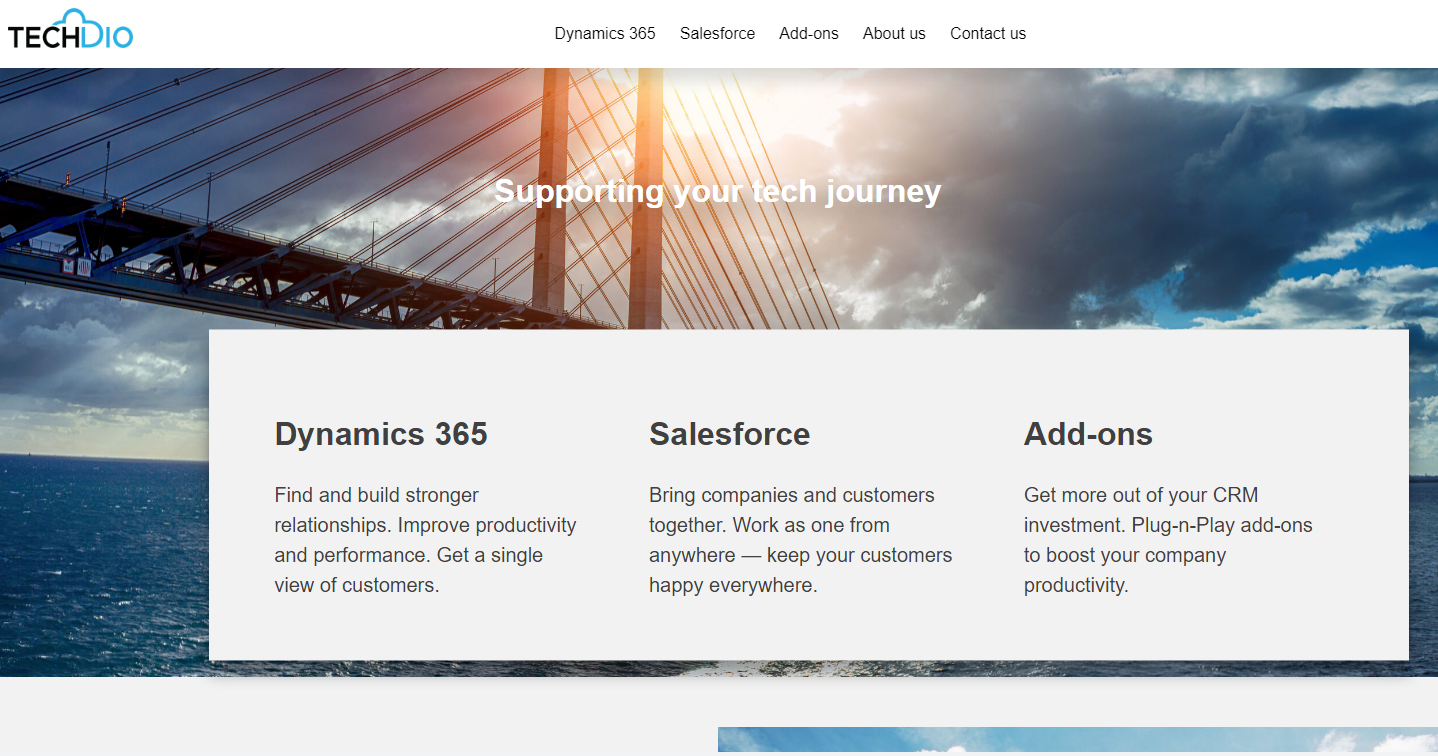 TECHDIO
Dynamics 365 Salesforce Add-ons About us Contact us
Supporting your tech journey
Dynamics 365
Find and build stronger
relationships. Improve productivity
and performance. Get a single
view of customers.
Salesforce
Bring companies and customers
together. Work as one from
anywhere — keep your customers
happy everywhere.
Add-ons
Get more out of your CRM
investment. Plug-n-Play add-ons
to boost your company
productivity.